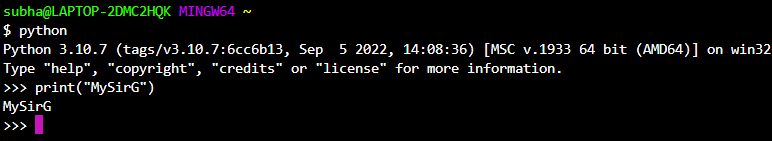 subha@LAPTOP-2DMC2HQK MINGW64 ~
$ python
Python 3.10.7 (tags/v3.10.7:6cc6b13, Sep  5 2022, 14:08:36) [MSC v.1933 64 bit (AMD64)] on win32
Type "help", "copyright", "credits" or "license" for more information.
>>> print("MySirG")
MySirG
>>>